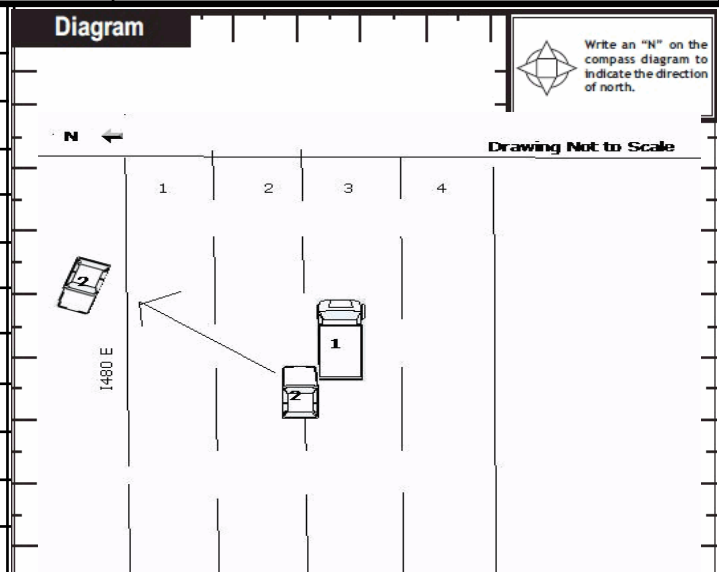 Diagram
Write an “N” on the
compass diagram to
indicate the direction
of north.
N
Drawing Not to Scale
1 2 3 4
2
1
I480 E
2